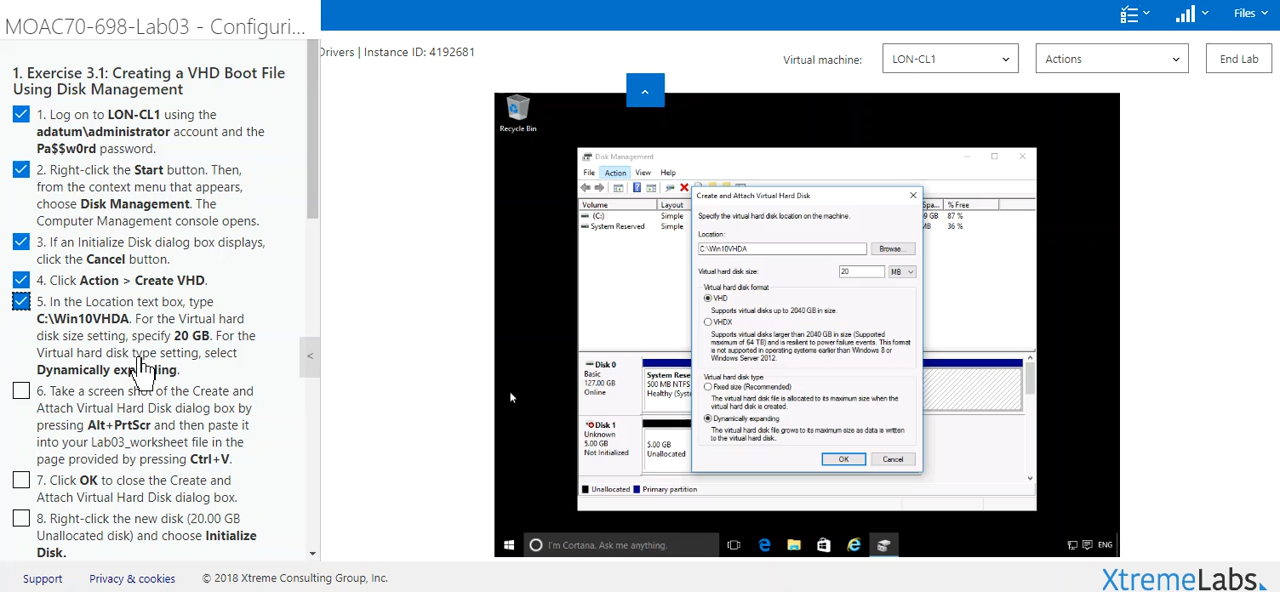 MOAC70-698-Lab03 - Configuri...
Files
Drivers | Instance ID: 4192681
Virtual machine:
LON-CL1
Actions
End Lab
1. Exercise 3.1: Creating a VHD Boot File
Using Disk Management
1. Log on to LON-CL1 using the
adatum\administrator account and the
Pa$$w0rd password.
2. Right-click the Start button. Then,
from the context menu that appears,
choose Disk Management. The
Computer Management console opens.
3. If an Initialize Disk dialog box displays,
click the Cancel button.
4. Click Action > Create VHD.
5. In the Location text box, type
C:\Win10VHDA. For the Virtual hard
disk size setting, specify 20 GB. For the
Virtual hard disk type setting, select
Dynamically expanding.
6. Take a screen shot of the Create and
Attach Virtual Hard Disk dialog box by
pressing Alt+PrtScr and then paste it
into your Lab03_worksheet file in the
page provided by pressing Ctrl+V.
7. Click OK to close the Create and
Attach Virtual Hard Disk dialog box.
8. Right-click the new disk (20.00 GB
Unallocated disk) and choose Initialize
Disk.
<
Recycle Bin
Disk Management
File Action View Help
Volume Layout
Spa... % Free
(C:) Simple
9 GB 87 %
System Reserved Simple
MB 36 %
Create and Attach Virtual Hard Disk
Specify the virtual hard disk location on the machine.
Location:
C:\Win10VHDA
Browse...
Virtual hard disk size:
20
MB
Virtual hard disk format
VHD
Supports virtual disks up to 2040 GB in size.
VHDX
Supports virtual disks larger than 2040 GB in size (Supported
maximum of 64 TB) and is resilient to power failure events. This format
is not supported in operating systems earlier than Windows 8 or
Windows Server 2012.
Virtual hard disk type
Fixed size (Recommended)
The virtual hard disk file is allocated to its maximum size when the
virtual hard disk is created.
Dynamically expanding
The virtual hard disk file grows to its maximum size as data is written
to the virtual hard disk.
OK
Cancel
Disk 0
Basic
127.00 GB
Online
System Rese
500 MB NTFS
Healthy (Syst
Disk 1
Unknown
5.00 GB
Not Initialized
5.00 GB
Unallocated
Unallocated Primary partition
I'm Cortana. Ask me anything.
ENG
Support
Privacy & cookies
© 2018 Xtreme Consulting Group, Inc.
XtremeLabs